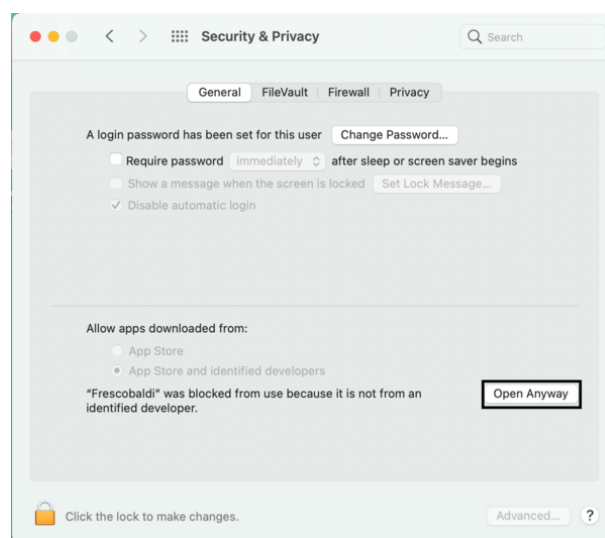 Security & Privacy
Search
General FileVault Firewall Privacy
A login password has been set for this user Change Password...
Require password immediately after sleep or screen saver begins
Show a message when the screen is locked Set Lock Message...
Disable automatic login
Allow apps downloaded from:
App Store
App Store and identified developers
“Frescobaldi” was blocked from use because it is not from an Open Anyway
identified developer.
Click the lock to make changes. Advanced... ?